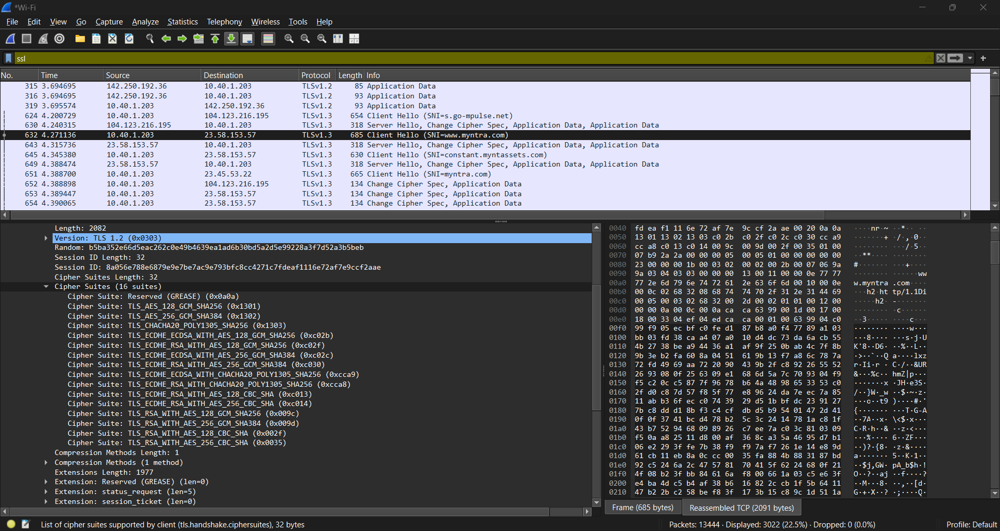 *Wi-Fi
File Edit View Go Capture Analyze Statistics Telephony Wireless Tools Help
ssl
No. Time Source Destination Protocol Length Info
315 3.694695 142.250.192.36 10.40.1.203 TLSv1.2 85 Application Data
316 3.694695 142.250.192.36 10.40.1.203 TLSv1.2 93 Application Data
319 3.695574 10.40.1.203 142.250.192.36 TLSv1.2 93 Application Data
624 4.200729 10.40.1.203 104.123.216.195 TLSv1.3 654 Client Hello (SNI=s.go-mpulse.net)
630 4.240315 104.123.216.195 10.40.1.203 TLSv1.3 318 Server Hello, Change Cipher Spec, Application Data, Application Data
632 4.271136 10.40.1.203 23.58.153.57 TLSv1.3 685 Client Hello (SNI=www.myntra.com)
643 4.315736 23.58.153.57 10.40.1.203 TLSv1.3 318 Server Hello, Change Cipher Spec, Application Data, Application Data
645 4.345380 10.40.1.203 23.58.153.57 TLSv1.3 630 Client Hello (SNI=constant.myntassets.com)
649 4.388474 23.58.153.57 10.40.1.203 TLSv1.3 318 Server Hello, Change Cipher Spec, Application Data, Application Data
651 4.388700 10.40.1.203 23.45.53.22 TLSv1.3 665 Client Hello (SNI=myntra.com)
652 4.388898 10.40.1.203 104.123.216.195 TLSv1.3 134 Change Cipher Spec, Application Data
653 4.389447 10.40.1.203 23.58.153.57 TLSv1.3 134 Change Cipher Spec, Application Data
654 4.390065 10.40.1.203 23.58.153.57 TLSv1.3 134 Change Cipher Spec, Application Data
Length: 2082
Version: TLS 1.2 (0x0303)
Random: b5ba352e66d5eac262c0e49b4639ea1ad6b30bd5a2d5e99228a3f7d52a3b5beb
Session ID Length: 32
Session ID: 8a056e788e6879e9e7be7ac9e793bfc8cc4271c7fdeaf1116e72af7e9ccf2aae
Cipher Suites Length: 32
Cipher Suites (16 suites)
Cipher Suite: Reserved (GREASE) (0x0a0a)
Cipher Suite: TLS_AES_128_GCM_SHA256 (0x1301)
Cipher Suite: TLS_AES_256_GCM_SHA384 (0x1302)
Cipher Suite: TLS_CHACHA20_POLY1305_SHA256 (0x1303)
Cipher Suite: TLS_ECDHE_ECDSA_WITH_AES_128_GCM_SHA256 (0xc02b)
Cipher Suite: TLS_ECDHE_RSA_WITH_AES_128_GCM_SHA256 (0xc02f)
Cipher Suite: TLS_ECDHE_ECDSA_WITH_AES_256_GCM_SHA384 (0xc02c)
Cipher Suite: TLS_ECDHE_RSA_WITH_AES_256_GCM_SHA384 (0xc030)
Cipher Suite: TLS_ECDHE_ECDSA_WITH_CHACHA20_POLY1305_SHA256 (0xcca9)
Cipher Suite: TLS_ECDHE_RSA_WITH_CHACHA20_POLY1305_SHA256 (0xcca8)
Cipher Suite: TLS_ECDHE_RSA_WITH_AES_128_CBC_SHA (0xc013)
Cipher Suite: TLS_ECDHE_RSA_WITH_AES_256_CBC_SHA (0xc014)
Cipher Suite: TLS_RSA_WITH_AES_128_GCM_SHA256 (0x009c)
Cipher Suite: TLS_RSA_WITH_AES_256_GCM_SHA384 (0x009d)
Cipher Suite: TLS_RSA_WITH_AES_128_CBC_SHA (0x002f)
Cipher Suite: TLS_RSA_WITH_AES_256_CBC_SHA (0x0035)
Compression Methods Length: 1
Compression Methods (1 method)
Extensions Length: 1977
Extension: Reserved (GREASE) (len=0)
Extension: status_request (len=5)
Extension: session_ticket (len=0)
0040 fd ea f1 11 6e 72 af 7e 9c cf 2a ae 00 20 0a 0a ····nr·~ ··*·· ··
0050 13 01 13 02 13 03 c0 2b c0 2f c0 2c c0 30 cc a9 ·······+ ·/·,·0··
0060 cc a8 c0 13 c0 14 00 9c 00 9d 00 2f 00 35 01 00 ········ ···/·5··
0070 07 b9 2a 2a 00 00 00 05 00 05 01 00 00 00 00 00 ··**···· ········
0080 23 00 00 00 1b 00 03 02 00 02 00 2b 00 07 06 9a #······· ···+····
0090 9a 03 04 03 03 00 00 00 13 00 11 00 00 0e 77 77 ········ ······ww
00a0 77 2e 6d 79 6e 74 72 61 2e 63 6f 6d 00 10 00 0e w.myntra .com····
00b0 00 0c 02 68 32 08 68 74 74 70 2f 31 2e 31 44 69 ···h2·ht tp/1.1Di
00c0 00 05 00 03 02 68 32 00 2d 00 02 01 01 00 12 00 ·····h2· -·······
00d0 00 00 0a 00 0c 00 0a ca ca 63 99 00 1d 00 17 00 ········ ·c······
00e0 18 00 33 04 ef 04 ed ca ca 00 01 00 63 99 04 c0 ··3····· ····c···
00f0 99 f9 05 ec bf c0 fe d1 87 b8 a0 f4 77 89 a1 03 ········ ····w···
0100 bb 03 fd 38 ca a4 07 a0 10 d4 dc 73 da 6a cb 55 ···8···· ···s·j·U
0110 4b 27 38 be a9 44 36 a1 af 9f 25 0b ab 4c 7f 8b K'8··D6· ··%··L··
0120 9b 3e b2 fa 60 8a 04 51 61 9b 13 f7 a8 6c 78 7a ·>··`··Q a····lxz
0130 72 fd 49 69 aa 72 20 90 43 9b 2f c8 92 26 55 52 r·Ii·r · C·/··&UR
0140 26 93 08 0f 25 63 09 e1 68 6d 5a 7c 70 93 04 f9 &···%c·· hmZ|p···
0150 f5 c2 0c c5 87 7f 96 78 b6 4a 48 98 65 33 53 c0 ·······x ·JH·e3S·
0160 2f d0 c8 7d 57 f8 5f 77 e8 96 24 da 7e ec 7a 85 /··}W·_w ··$·~·z·
0170 11 ab b3 6f ec c0 74 39 29 d5 1b bf dc 23 91 27 ···o··t9 )····#·'
0180 7b c8 dd d1 8b f3 c4 cf db d5 b9 54 01 47 2d 41 {······· ···T·G-A
0190 0f 0f 37 41 bc d4 78 b2 5c 3c 24 14 78 1a c8 1f ··7A··x· \<$·x···
01a0 43 b7 52 94 68 09 89 26 c7 ee 7a c0 3c 81 03 09 C·R·h··& ··z·<···
01b0 f5 0a a8 25 11 d8 00 af 36 8c a3 5a 46 95 d7 b1 ···%···· 6··ZF···
01c0 06 e2 29 3f fe 7b 38 f9 f9 7a f7 26 1e 14 e8 9d ··)?·{8· ·z·&····
01d0 61 cb 11 eb 8a 0c cc 00 35 fa 88 4b 88 31 87 bd a······· 5··K·1··
01e0 92 c5 24 6a 2c 47 57 81 70 41 5f 62 24 68 0f 21 ··$j,GW· pA_b$h·!
01f0 4f 08 b2 3f bb 84 61 6a f8 00 66 1a 03 c5 e6 3f O··?··aj ··f····?
0200 e4 ba 4d c5 b4 af 38 b6 16 82 2c cb 1f 5b 64 11 ··M···8· ··,··[d·
0210 47 b2 2b c2 58 be f8 3f 17 3b 15 c8 9c 1d 51 1a G·+·X··? ·;····Q·
Frame (685 bytes) Reassembled TCP (2091 bytes)
List of cipher suites supported by client (tls.handshake.ciphersuites), 32 bytes
Packets: 13444 · Displayed: 3022 (22.5%) · Dropped: 0 (0.0%)
Profile: Default